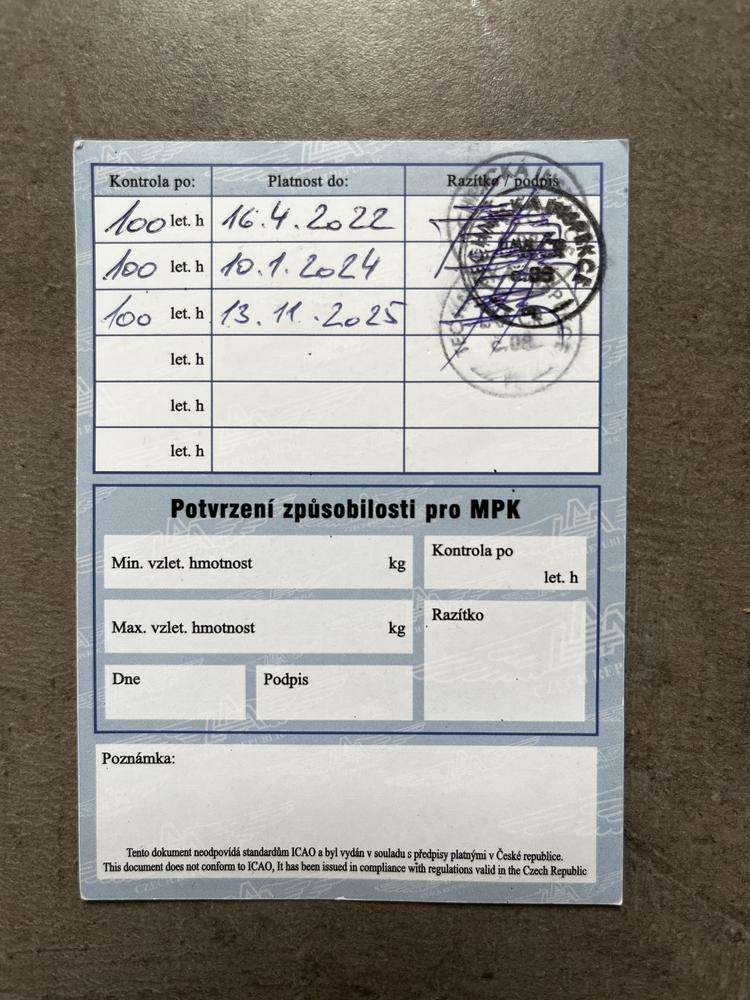 Kontrola po: Platnost do: Razítko / podpis
100 let. h 16.4.2022
100 let. h 10.1.2024
100 let. h 13.11.2025
let. h
let. h
let. h
Potvrzení způsobilosti pro MPK
Min. vzlet. hmotnost kg
Kontrola po
let. h
Max. vzlet. hmotnost kg
Razítko
Dne
Podpis
Poznámka:
Tento dokument neodpovídá standardům ICAO a byl vydán v souladu s předpisy platnými v České republice.
This document does not conform to ICAO, It has been issued in compliance with regulations valid in the Czech Republic